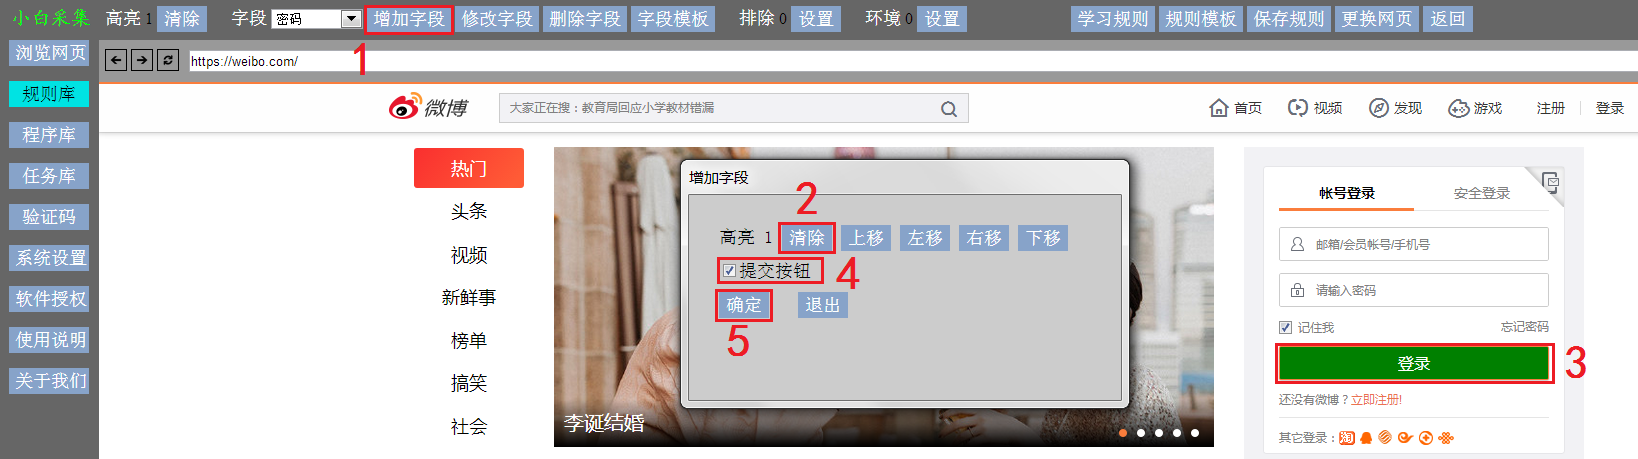 小白采集 高亮 1 清除 字段 密码 增加字段 修改字段 删除字段 字段模板 排除 0 设置 环境 0 设置 学习规则 规则模板 保存规则 更换网页 返回
1
浏览网页
https://weibo.com/
规则库
程序库
任务库
验证码
系统设置
软件授权
使用说明
关于我们
微博 大家正在搜：教育局回应小学教材错漏 首页 视频 发现 游戏 注册 登录
热门
头条
视频
新鲜事
榜单
搞笑
社会
增加字段
2
高亮 1 清除 上移 左移 右移 下移
提交按钮 4
确定 退出
5
李诞结婚
帐号登录 安全登录
邮箱/会员帐号/手机号
请输入密码
记住我 忘记密码
登录 3
还没有微博？立即注册!
其它登录：淘